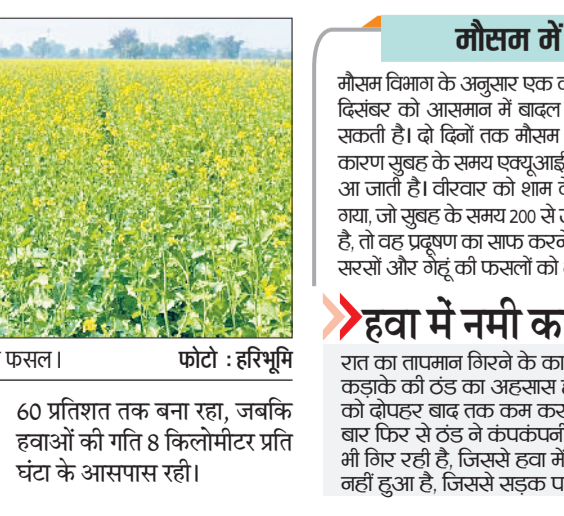 फसल।
फोटो : हरिभूमि
60 प्रतिशत तक बना रहा, जबकि
हवाओं की गति 8 किलोमीटर प्रति
घंटा के आसपास रही।
मौसम में
मौसम विभाग के अनुसार एक
दिसंबर को आसमान में बादल
सकती है। दो दिनों तक मौसम
कारण सुबह के समय एक्यूआई
आ जाती है। वीरवार को शाम
गया, जो सुबह के समय 200 से
है, तो वह प्रदूषण का साफ करने
सरसों और गेहूं की फसलों को
हवा में नमी
रात का तापमान गिरने के
कड़ाके की ठंड का अहसास
को दोपहर बाद तक कम
बार फिर से ठंड ने कंपकंपी
भी गिर रही है, जिससे हवा में
नहीं हुआ है, जिससे सड़क